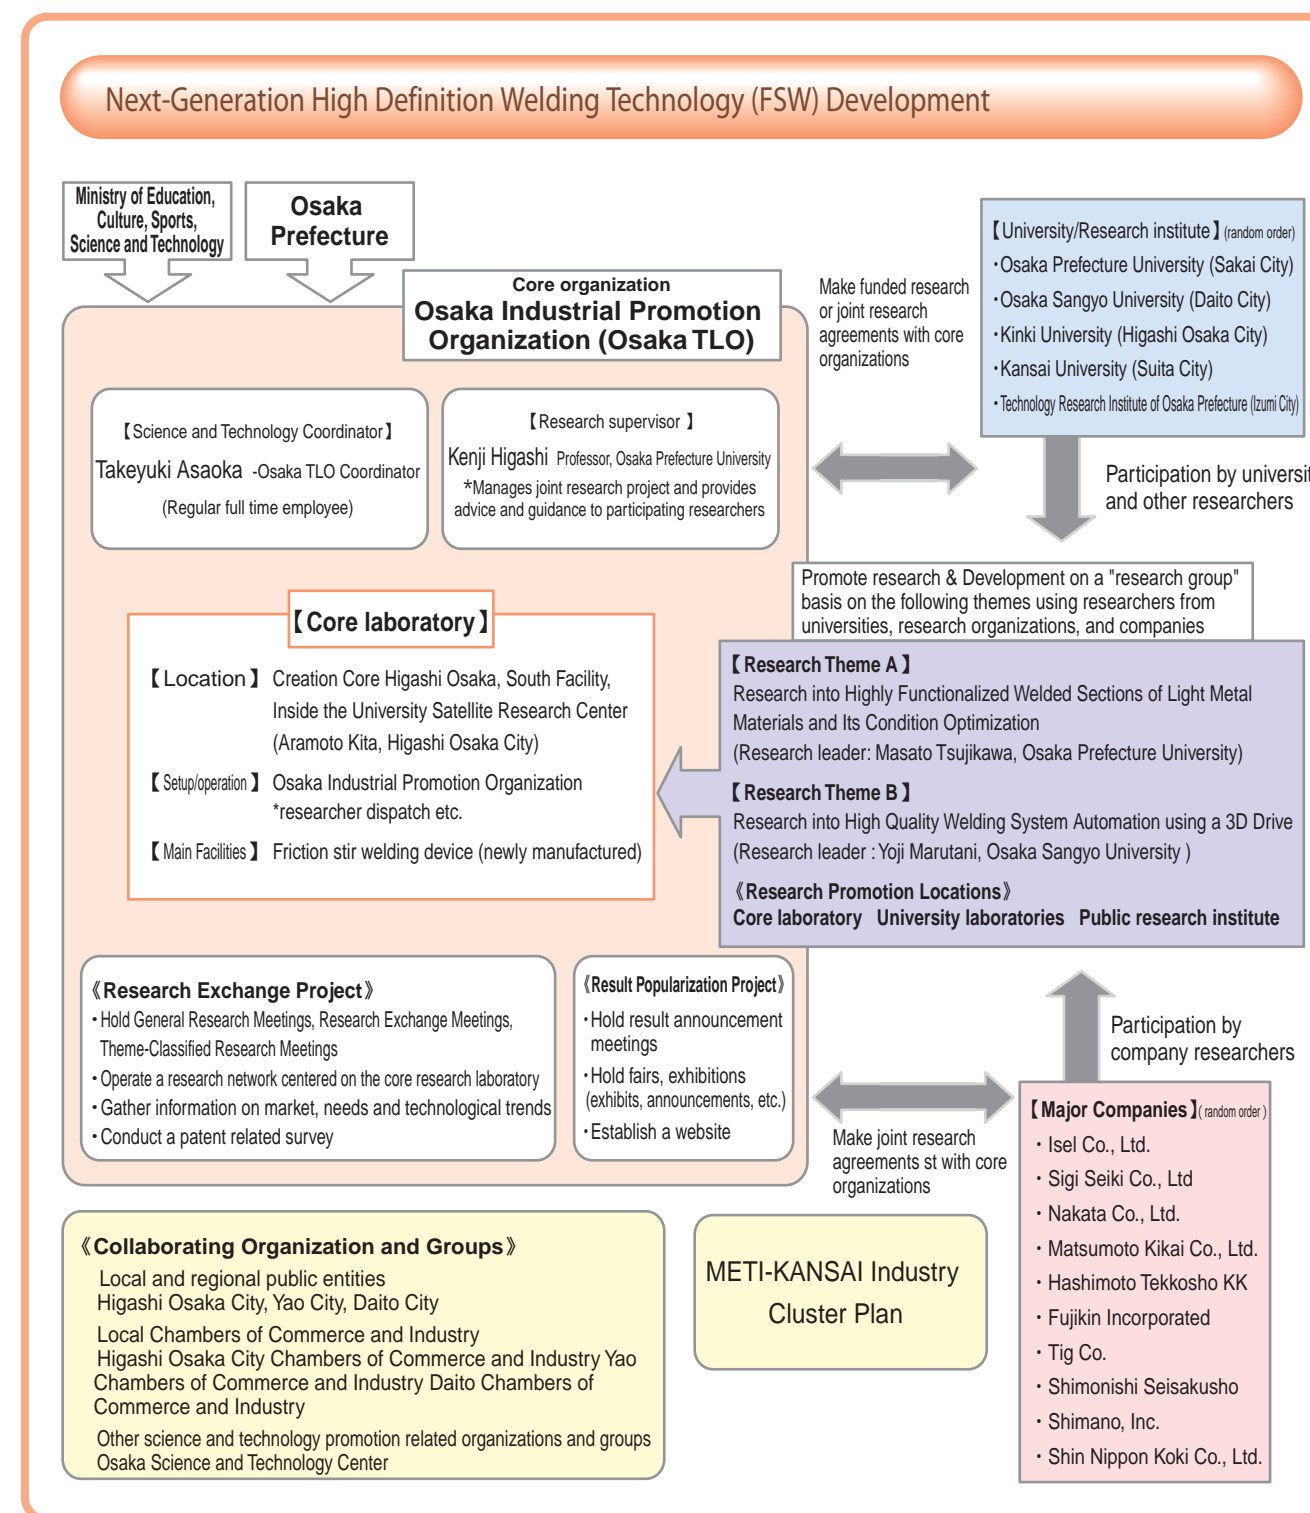 Next-Generation High Definition Welding Technology (FSW) Development
Ministry of Education,
Culture, Sports,
Science and Technology
Osaka
Prefecture
Core organization
Osaka Industrial Promotion
Organization (Osaka TLO)
Make funded research
or joint research
agreements with core
organizations
【University/Research institute】(random order)
・Osaka Prefecture University (Sakai City)
・Osaka Sangyo University (Daito City)
・Kinki University (Higashi Osaka City)
・Kansai University (Suita City)
・Technology Research Institute of Osaka Prefecture (Izumi City)
【Science and Technology Coordinator】
Takeyuki Asaoka -Osaka TLO Coordinator
(Regular full time employee)
【Research supervisor 】
Kenji Higashi Professor, Osaka Prefecture University
*Manages joint research project and provides
advice and guidance to participating researchers
Participation by universit
and other researchers
Promote research & Development on a "research group"
basis on the following themes using researchers from
universities, research organizations, and companies
【Core laboratory】
【Location】 Creation Core Higashi Osaka, South Facility,
Inside the University Satellite Research Center
(Aramoto Kita, Higashi Osaka City)
【Setup/operation】 Osaka Industrial Promotion Organization
*researcher dispatch etc.
【Main Facilities】 Friction stir welding device (newly manufactured)
【Research Theme A】
Research into Highly Functionalized Welded Sections of Light Metal
Materials and Its Condition Optimization
(Research leader: Masato Tsujikawa, Osaka Prefecture University)
【Research Theme B】
Research into High Quality Welding System Automation using a 3D Drive
(Research leader : Yoji Marutani, Osaka Sangyo University )
《Research Promotion Locations》
Core laboratory University laboratories Public research institute
《Research Exchange Project》
・Hold General Research Meetings, Research Exchange Meetings,
Theme-Classified Research Meetings
・Operate a research network centered on the core research laboratory
・Gather information on market, needs and technological trends
・Conduct a patent related survey
《Result Popularization Project》
・Hold result announcement
meetings
・Hold fairs, exhibitions
(exhibits, announcements, etc.)
・Establish a website
Participation by
company researchers
Make joint research
agreements st with core
organizations
【Major Companies】( random order )
・Isel Co., Ltd.
・Sigi Seiki Co., Ltd
・Nakata Co., Ltd.
・Matsumoto Kikai Co., Ltd.
・Hashimoto Tekkosho KK
・Fujikin Incorporated
・Tig Co.
・Shimonishi Seisakusho
・Shimano, Inc.
・Shin Nippon Koki Co., Ltd.
《Collaborating Organization and Groups》
Local and regional public entities
Higashi Osaka City, Yao City, Daito City
Local Chambers of Commerce and Industry
Higashi Osaka City Chambers of Commerce and Industry Yao
Chambers of Commerce and Industry Daito Chambers of
Commerce and Industry
Other science and technology promotion related organizations and groups
Osaka Science and Technology Center
METI-KANSAI Industry
Cluster Plan